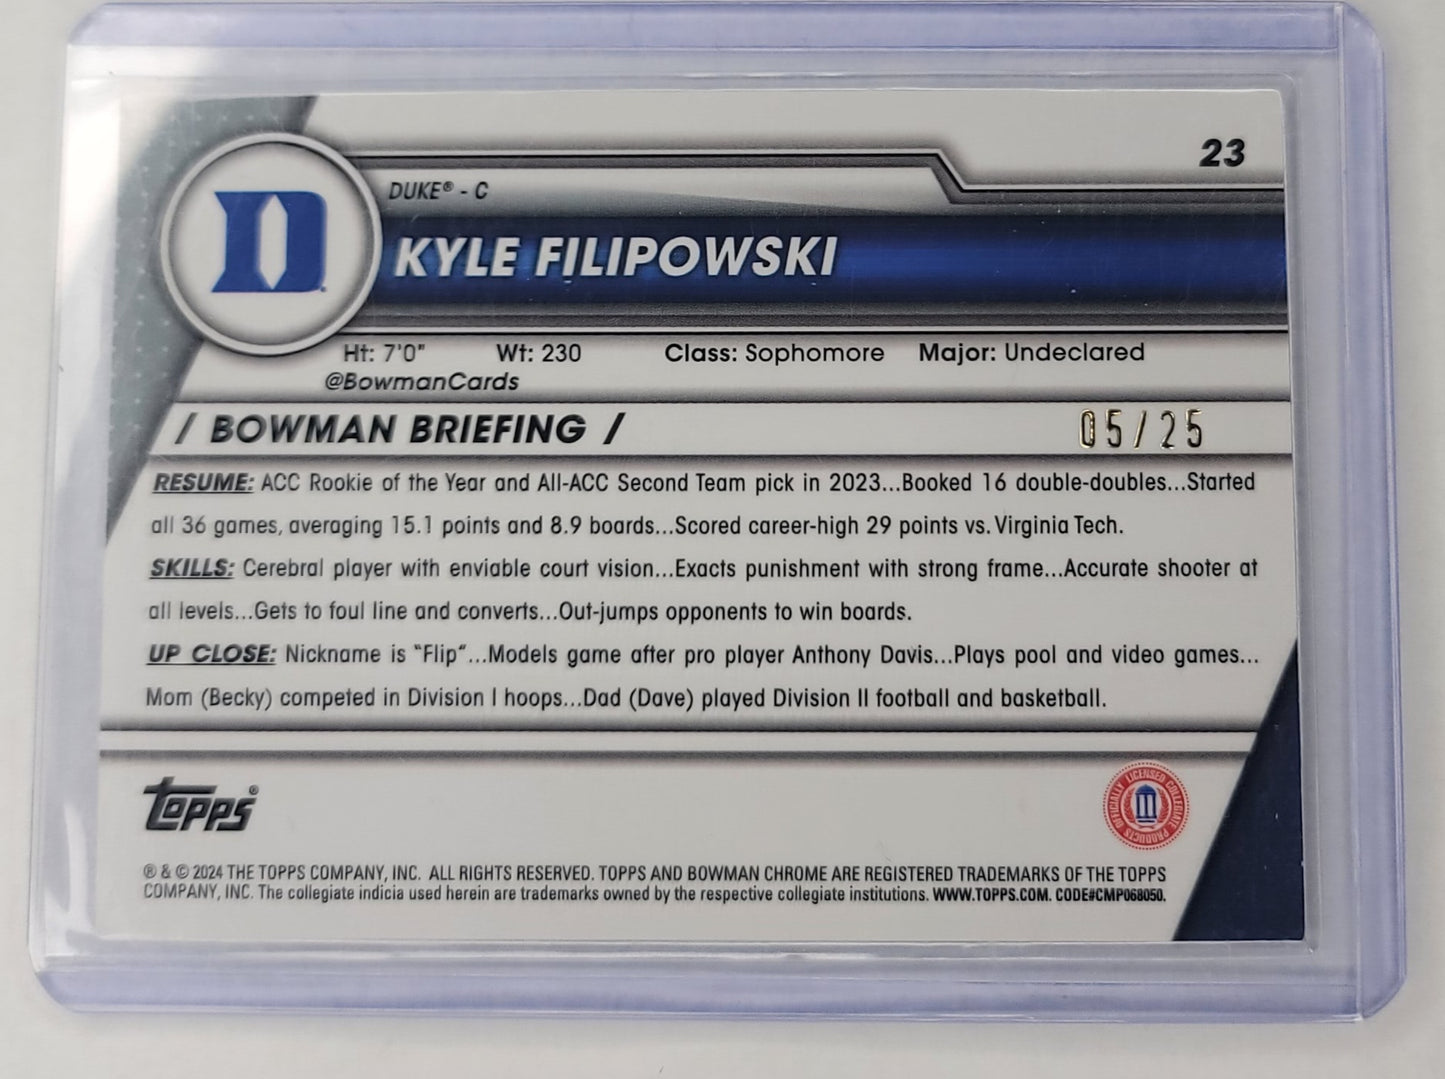 23
D
DUKE® - C
KYLE FILIPOWSKI
Ht: 7'0" Wt: 230 Class: Sophomore Major: Undeclared
@BowmanCards
/ BOWMAN BRIEFING /
05/25
RESUME: ACC Rookie of the Year and All-ACC Second Team pick in 2023...Booked 16 double-doubles...Started
all 36 games, averaging 15.1 points and 8.9 boards...Scored career-high 29 points vs. Virginia Tech.
SKILLS: Cerebral player with enviable court vision...Exacts punishment with strong frame...Accurate shooter at
all levels...Gets to foul line and converts...Out-jumps opponents to win boards.
UP CLOSE: Nickname is "Flip"...Models game after pro player Anthony Davis...Plays pool and video games...
Mom (Becky) competed in Division I hoops...Dad (Dave) played Division II football and basketball.
topps®
OFFICIALLY LICENSED COLLEGIATE PRODUCTS
® & © 2024 THE TOPPS COMPANY, INC. ALL RIGHTS RESERVED. TOPPS AND BOWMAN CHROME ARE REGISTERED TRADEMARKS OF THE TOPPS
COMPANY, INC. The collegiate indicia used herein are trademarks owned by the respective collegiate institutions. WWW.TOPPS.COM. CODE#CMP068050.